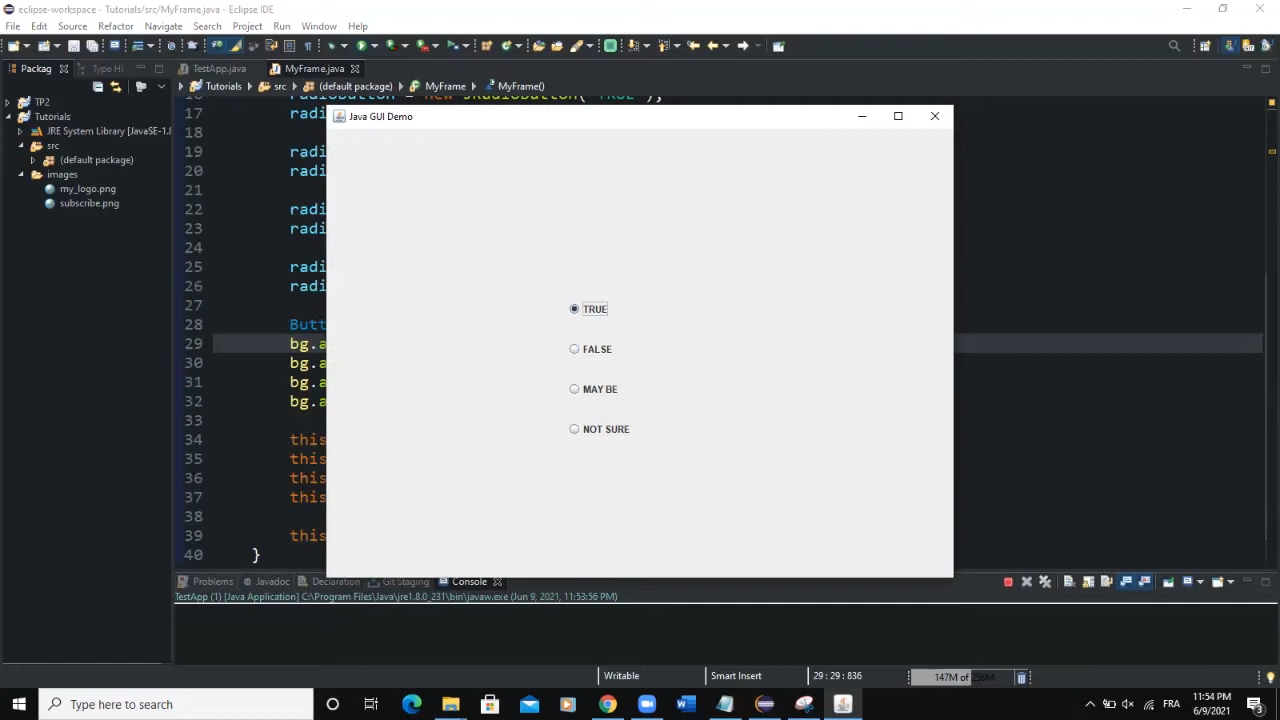 eclipse-workspace - Tutorials/src/MyFrame.java - Eclipse IDE
File Edit Source Refactor Navigate Search Project Run Window Help
Packag Type Hi TestApp.java MyFrame.java
Tutorials src (default package) MyFrame MyFrame()
TP2
Tutorials
JRE System Library [JavaSE-1.
src
(default package)
images
my_logo.png
subscribe.png
17 radi
18
19 radi
20 radi
21
22 radi
23 radi
24
25 radi
26 radi
27
28 Butt
29 bg.a
30 bg.a
31 bg.a
32 bg.a
33
34 this
35 this
36 this
37 this
38
39 this
40 }
Java GUI Demo
TRUE
FALSE
MAY BE
NOT SURE
Problems Javadoc Declaration Git Staging Console
TestApp (1) [Java Application] C:\Program Files\Java\jre1.8.0_231\bin\javaw.exe (Jun 9, 2021, 11:53:56 PM)
Writable Smart Insert 29 : 29 : 836 147M of 256M
Type here to search
FRA
11:54 PM
6/9/2021
3